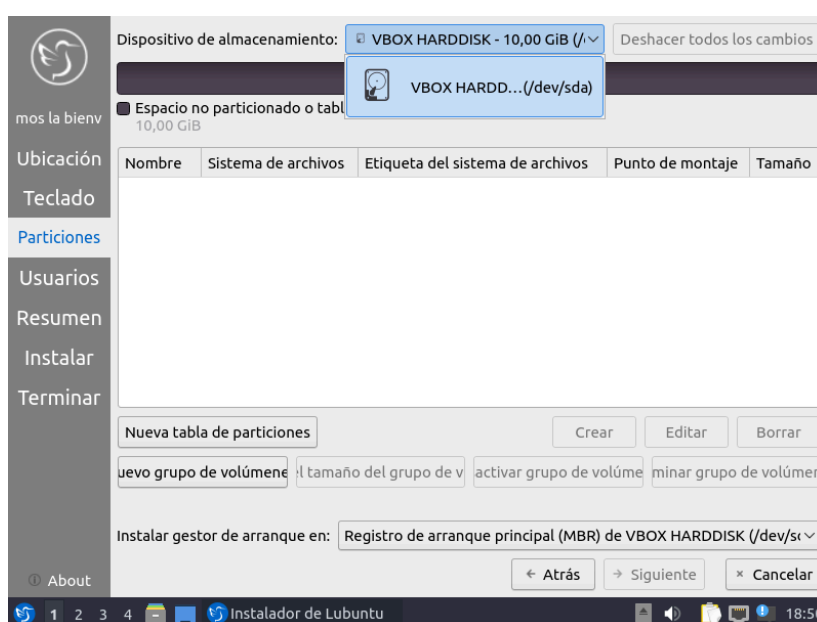 Dispositivo de almacenamiento: VBOX HARDDISK - 10,00 GiB (/ Deshacer todos los cambios
VBOX HARDD...(/dev/sda)
mos la bienv
Espacio no particionado o tabl
10,00 GiB
Ubicación
Teclado
Particiones
Usuarios
Resumen
Instalar
Terminar
Nombre Sistema de archivos Etiqueta del sistema de archivos Punto de montaje Tamaño
Nueva tabla de particiones Crear Editar Borrar
uevo grupo de volúmene el tamaño del grupo de v activar grupo de volúme minar grupo de volúmen
Instalar gestor de arranque en: Registro de arranque principal (MBR) de VBOX HARDDISK (/dev/s
About
Atrás Siguiente Cancelar
1 2 3 4 Instalador de Lubuntu 18:56